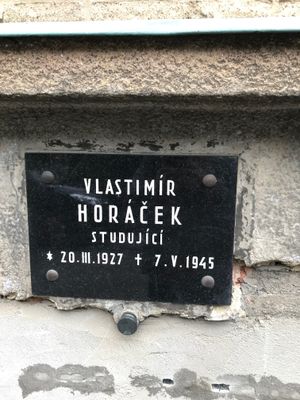 VLASTIMÍR
HORÁČEK
STUDUJÍCÍ
* 20.III.1927 ✝ 7.V.1945